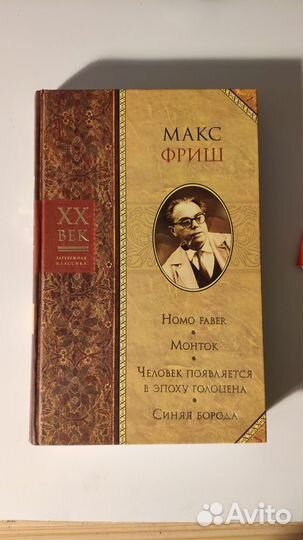 МАКС
ФРИШ
XX
ВЕК
ЗАРУБЕЖНАЯ
КЛАССИКА
HOMO FABER
МОНТОК
ЧЕЛОВЕК ПОЯВЛЯЕТСЯ
В ЭПОХУ ГОЛОЦЕНА
СИНЯЯ БОРОДА
Avito